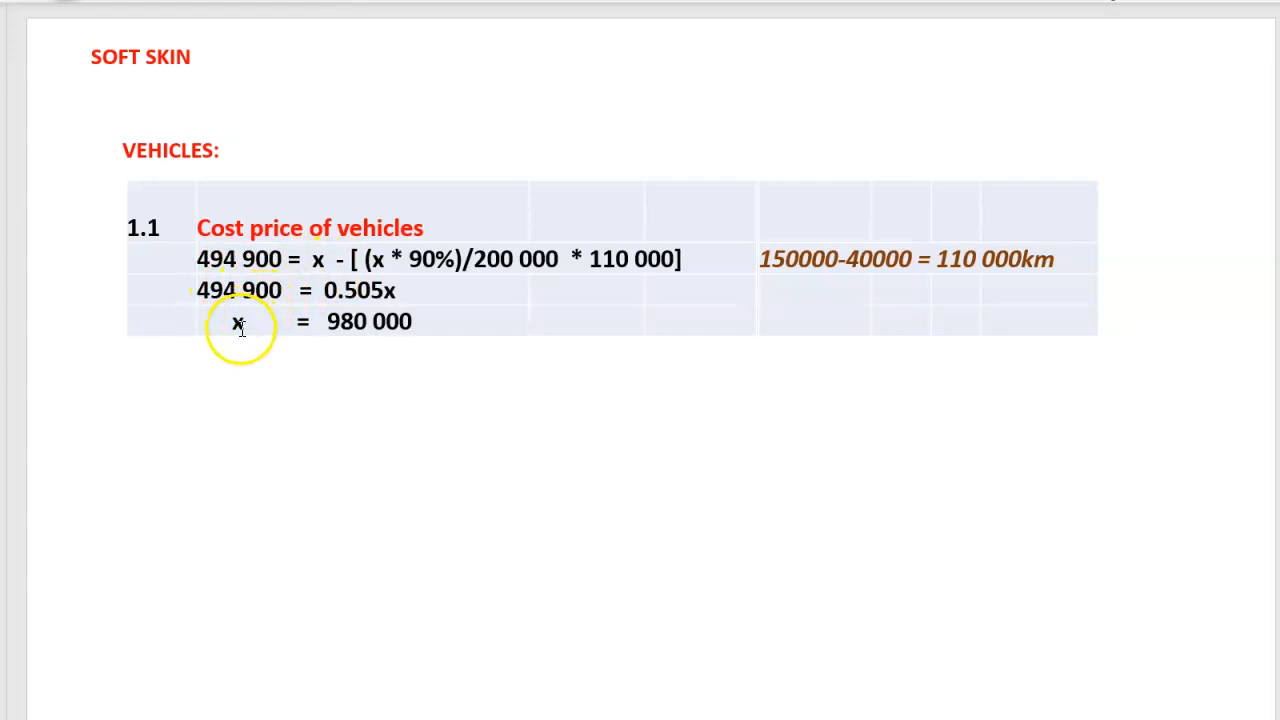 SOFT SKIN
VEHICLES:
1.1 Cost price of vehicles
494 900 = x - [ (x * 90%)/200 000 * 110 000] 150000-40000 = 110 000km
494 900 = 0.505x
x = 980 000